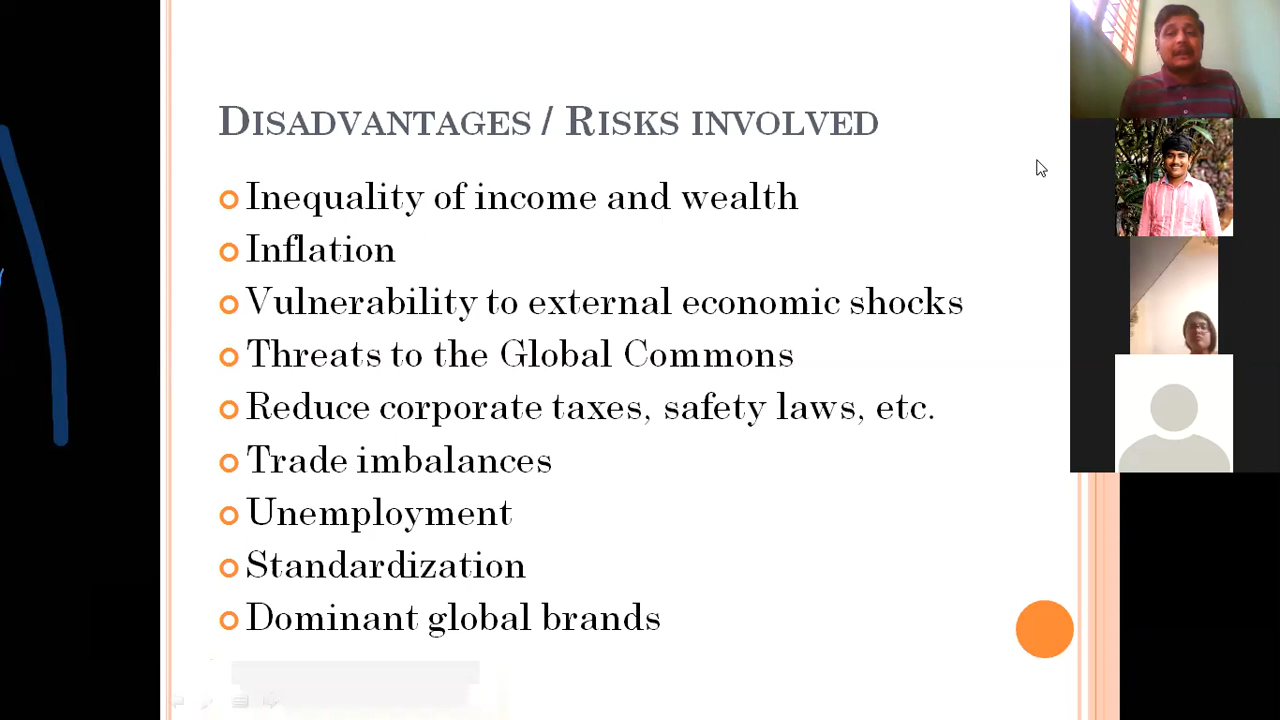 DISADVANTAGES / RISKS INVOLVED
Inequality of income and wealth
Inflation
Vulnerability to external economic shocks
Threats to the Global Commons
Reduce corporate taxes, safety laws, etc.
Trade imbalances
Unemployment
Standardization
Dominant global brands